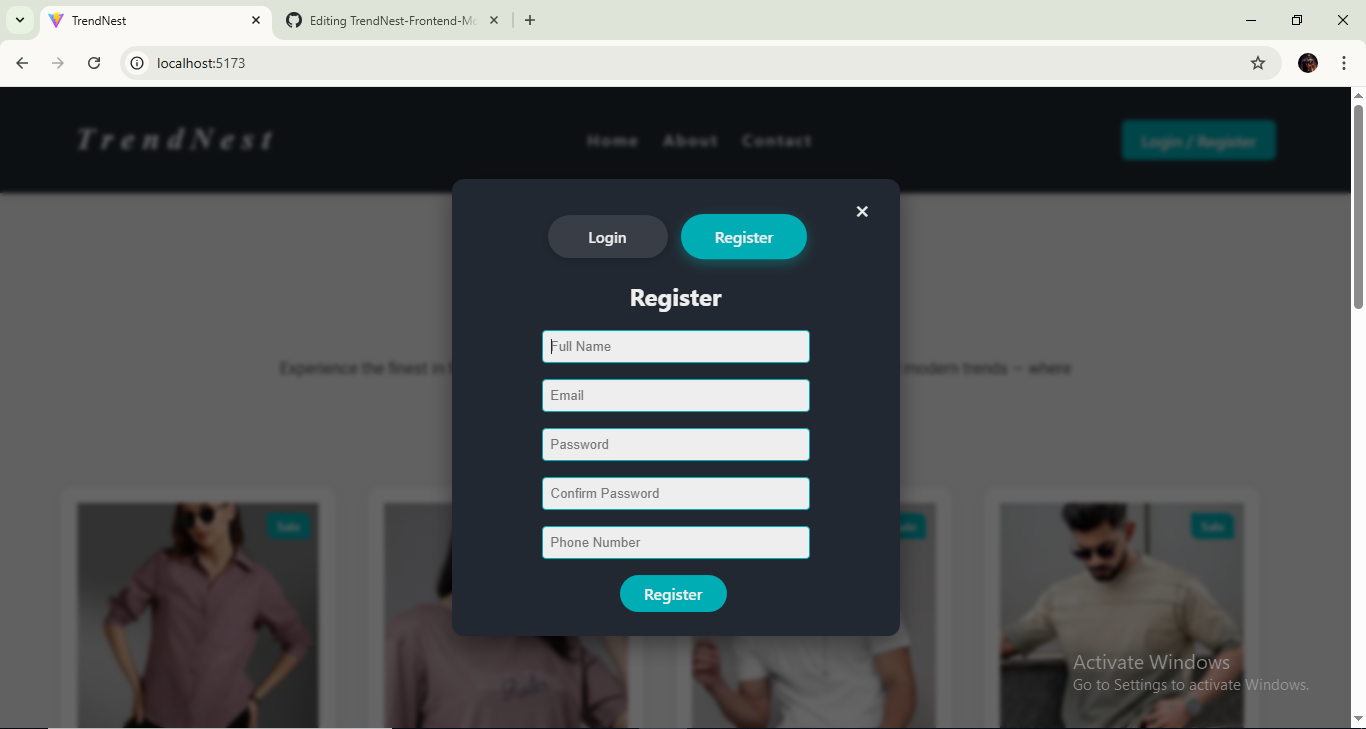 TrendNest
Editing TrendNest-Frontend-Mo
localhost:5173
TrendNest
Home About Contact
Login / Register
Login
Register
Register
Full Name
Experience the finest in
modern trends — where
Email
Password
Confirm Password
Sale
Sale
Phone Number
Register
Activate Windows
Go to Settings to activate Windows.